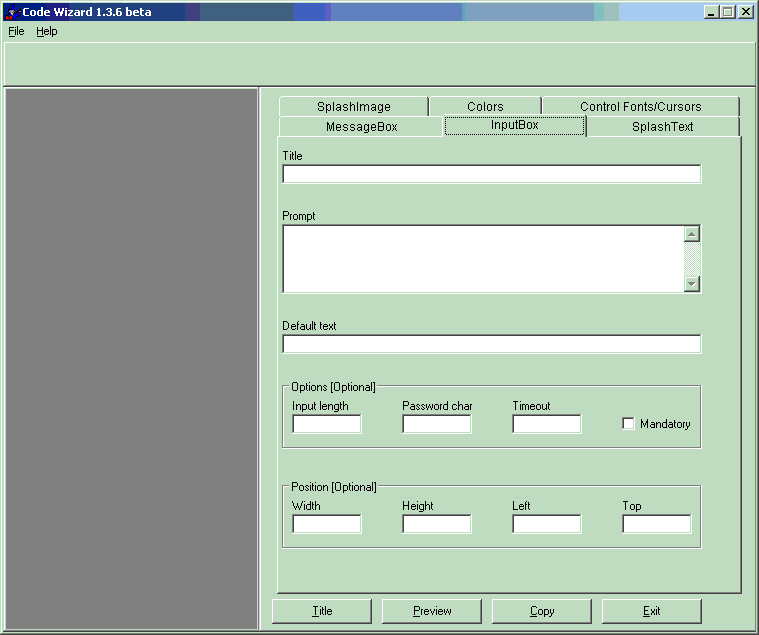 Code Wizard 1.3.6 beta
File Help
SplashImage Colors Control Fonts/Cursors
MessageBox InputBox SplashText
Title
Prompt
Default text
Options [Optional]
Input length Password char Timeout
Mandatory
Position [Optional]
Width Height Left Top
Title Preview Copy Exit